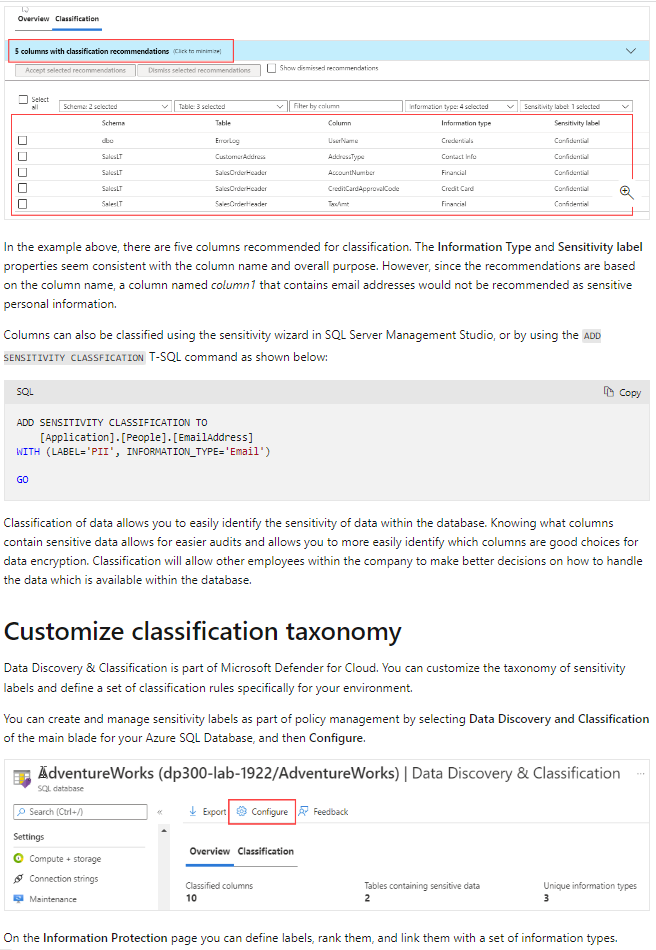 Overview Classification
5 columns with classification recommendations (Click to minimize)
Accept selected recommendations Dismiss selected recommendations Show dismissed recommendations
Select all Schema: 2 selected Table: 3 selected Filter by column Information type: 4 selected Sensitivity label: 1 selected
Schema Table Column Information type Sensitivity label
dbo ErrorLog UserName Credentials Confidential
SalesLT CustomerAddress AddressType Contact Info Confidential
SalesLT SalesOrderHeader AccountNumber Financial Confidential
SalesLT SalesOrderHeader CreditCardApprovalCode Credit Card Confidential
SalesLT SalesOrderHeader TaxAmt Financial Confidential
In the example above, there are five columns recommended for classification. The Information Type and Sensitivity label
properties seem consistent with the column name and overall purpose. However, since the recommendations are based
on the column name, a column named column1 that contains email addresses would not be recommended as sensitive
personal information.
Columns can also be classified using the sensitivity wizard in SQL Server Management Studio, or by using the ADD
SENSITIVITY CLASSFICATION T-SQL command as shown below:
SQL Copy
ADD SENSITIVITY CLASSIFICATION TO
[Application].[People].[EmailAddress]
WITH (LABEL='PII', INFORMATION_TYPE='Email')
GO
Classification of data allows you to easily identify the sensitivity of data within the database. Knowing what columns
contain sensitive data allows for easier audits and allows you to more easily identify which columns are good choices for
data encryption. Classification will allow other employees within the company to make better decisions on how to handle
the data which is available within the database.
Customize classification taxonomy
Data Discovery & Classification is part of Microsoft Defender for Cloud. You can customize the taxonomy of sensitivity
labels and define a set of classification rules specifically for your environment.
You can create and manage sensitivity labels as part of policy management by selecting Data Discovery and Classification
of the main blade for your Azure SQL Database, and then Configure.
AdventureWorks (dp300-lab-1922/AdventureWorks) | Data Discovery & Classification ...
SQL database
Search (Ctrl+/) « Export Configure Feedback
Settings
Compute + storage
Connection strings
Maintenance
Overview Classification
Classified columns Tables containing sensitive data Unique information types
10 2 3
On the Information Protection page you can define labels, rank them, and link them with a set of information types.